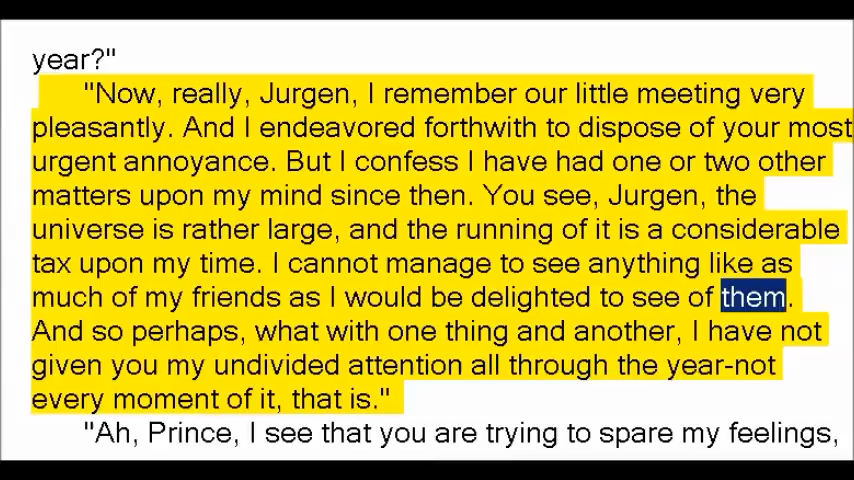 year?"
"Now, really, Jurgen, I remember our little meeting very
pleasantly. And I endeavored forthwith to dispose of your most
urgent annoyance. But I confess I have had one or two other
matters upon my mind since then. You see, Jurgen, the
universe is rather large, and the running of it is a considerable
tax upon my time. I cannot manage to see anything like as
much of my friends as I would be delighted to see of them.
And so perhaps, what with one thing and another, I have not
given you my undivided attention all through the year-not
every moment of it, that is."
"Ah, Prince, I see that you are trying to spare my feelings,